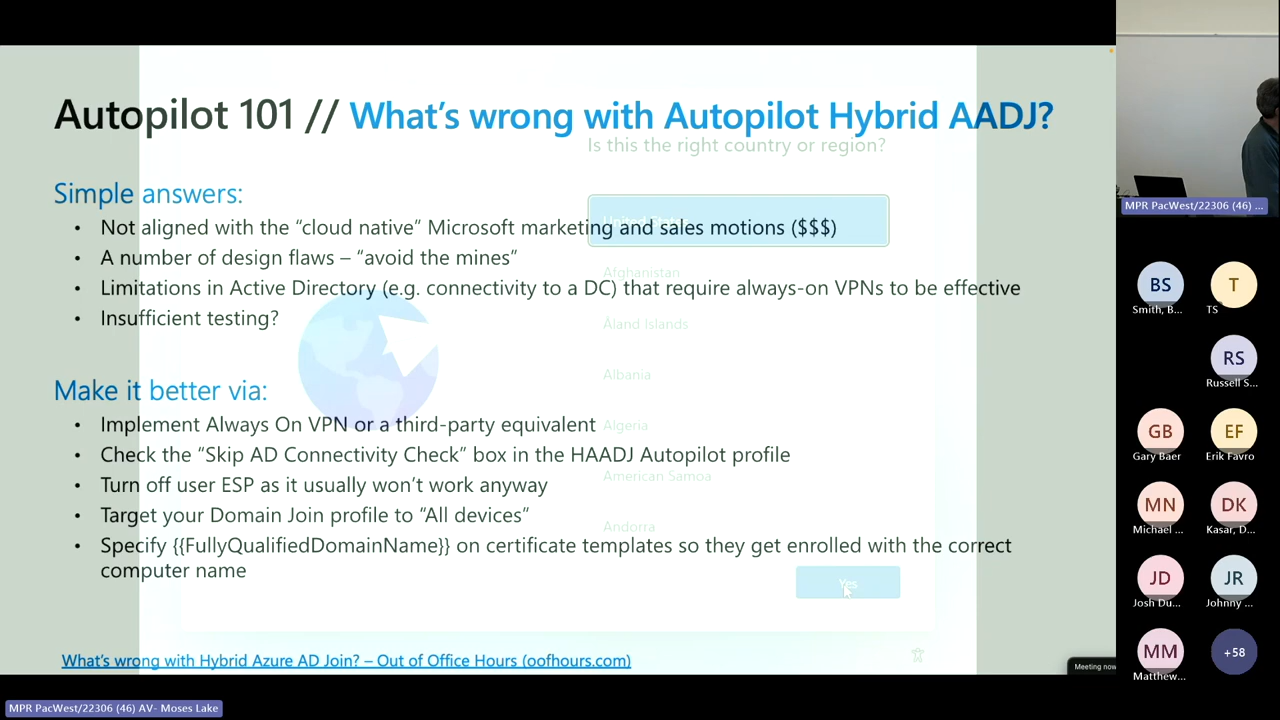 Autopilot 101 // What's wrong with Autopilot Hybrid AADJ?
Is this the right country or region?
Simple answers:
• Not aligned with the “cloud native” Microsoft marketing and sales motions ($$$)
United States
• A number of design flaws – “avoid the mines”
Afghanistan
• Limitations in Active Directory (e.g. connectivity to a DC) that require always-on VPNs to be effective
• Insufficient testing?
Åland Islands
Albania
Make it better via:
• Implement Always On VPN or a third-party equivalent
Algeria
• Check the “Skip AD Connectivity Check” box in the HAADJ Autopilot profile
American Samoa
• Turn off user ESP as it usually won't work anyway
• Target your Domain Join profile to “All devices”
Andorra
• Specify {{FullyQualifiedDomainName}} on certificate templates so they get enrolled with the correct
computer name
Yes
What's wrong with Hybrid Azure AD Join? – Out of Office Hours (oofhours.com)
Meeting now
MPR PacWest/22306 (46) AV- Moses Lake
MPR PacWest/22306 (46) ...
BS
Smith, B...
T
TS
RS
Russell S...
GB
Gary Baer
EF
Erik Favro
MN
Michael ...
DK
Kasar, D...
JD
Josh Du...
JR
Johnny ...
MM
Matthew...
+58